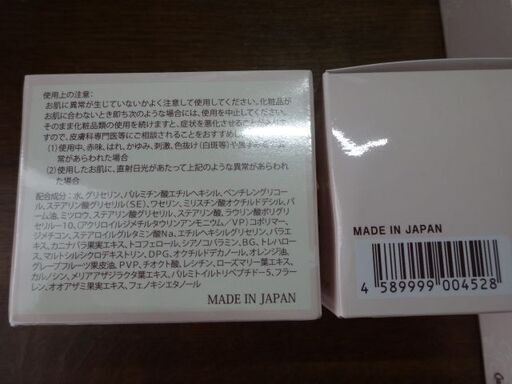 使用上の注意:
お肌に異常が生じていないかよく注意して使用してください。化粧品が
お肌に合わないとき即ち次のような場合には、使用を中止してください。
そのまま化粧品類の使用を続けますと、症状を悪化させることが
すので、皮膚科専門医等にご相談されることをおすすめし
(1)使用中、赤味、はれ、かゆみ、刺激、色抜け(白斑等)や
常があらわれた場合
(2)使用したお肌に、直射日光があたって上記のような異常があらわれ
た場合
配合成分:水、グリセリン、パルミチン酸エチルヘキシル、ペンチレングリコー
ル、ステアリン酸グリセリル(SE)、ワセリン、ミリスチン酸オクチルドデシル、パ
ーム油、ミツロウ、ステアリン酸グリセリル、ステアリン酸、ラウリン酸ポリグリ
セリル-10、(アクリロイルジメチルタウリンアンモニウム/VP)コポリマー、
ジメチコン、ステアロイルグルタミン酸Na、エチルヘキシルグリセリン、バラエ
キス、カニナバラ果実エキス、トコフェロール、シアノコバラミン、BG、トレハロ
ース、マルトシルシクロデキストリン、DPG、オクチルドデカノール、オレンジ油、
グレープフルーツ果皮油、PVP、チオクト酸、レシチン、ローズマリー葉エキス、
カルノシン、メリアアザジラクタ葉エキス、パルミトイルトリペプチド-5、フラー
レン、オオアザミ果実エキス、フェノキシエタノール
MADE IN JAPAN
MADE IN JAPAN
4 589999 004528